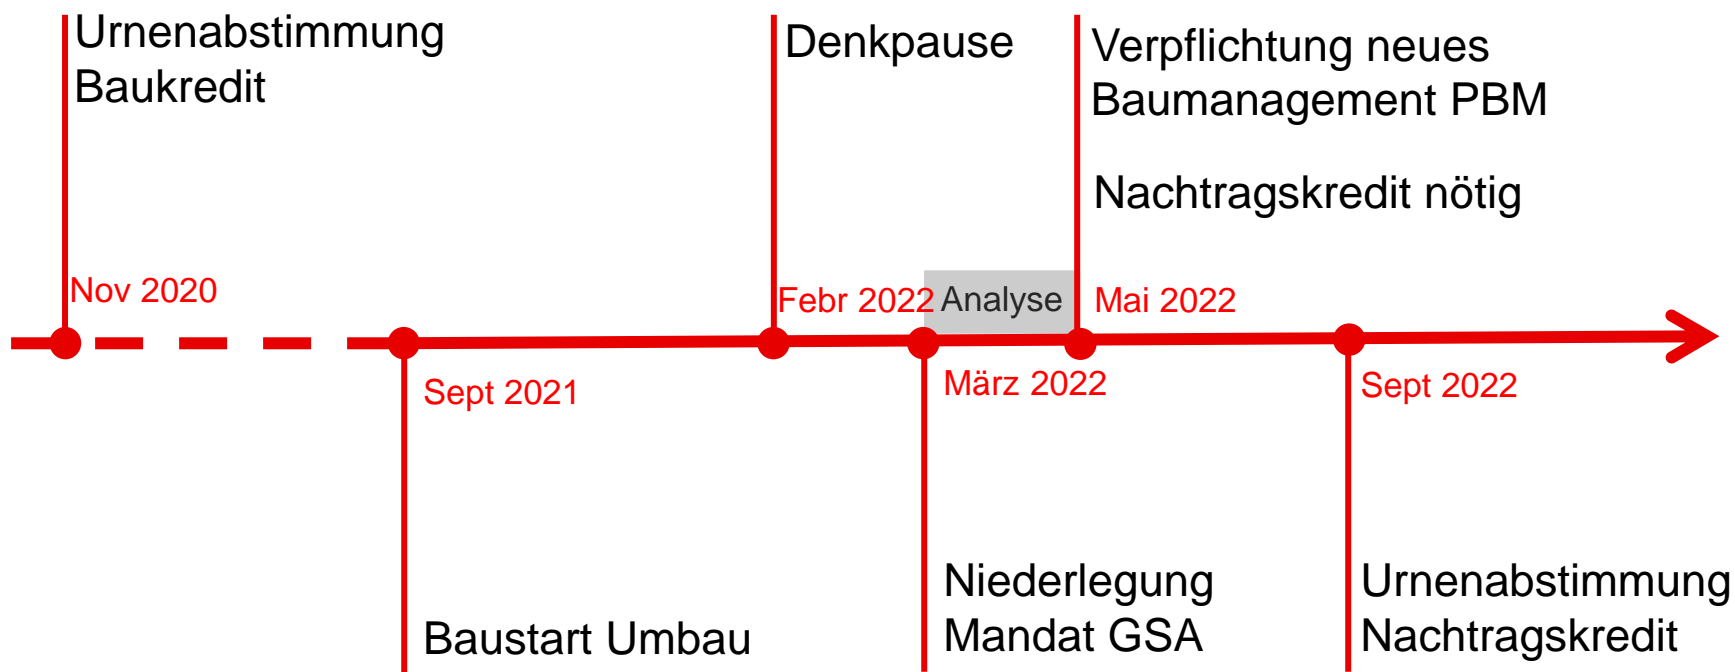 Urnenabstimmung
Baukredit
Denkpause
Verpflichtung neues
Baumanagement PBM
Nachtragskredit nötig
Nov 2020
Febr 2022
Analyse
Mai 2022
Sept 2021
März 2022
Sept 2022
Baustart Umbau
Niederlegung
Mandat GSA
Urnenabstimmung
Nachtragskredit